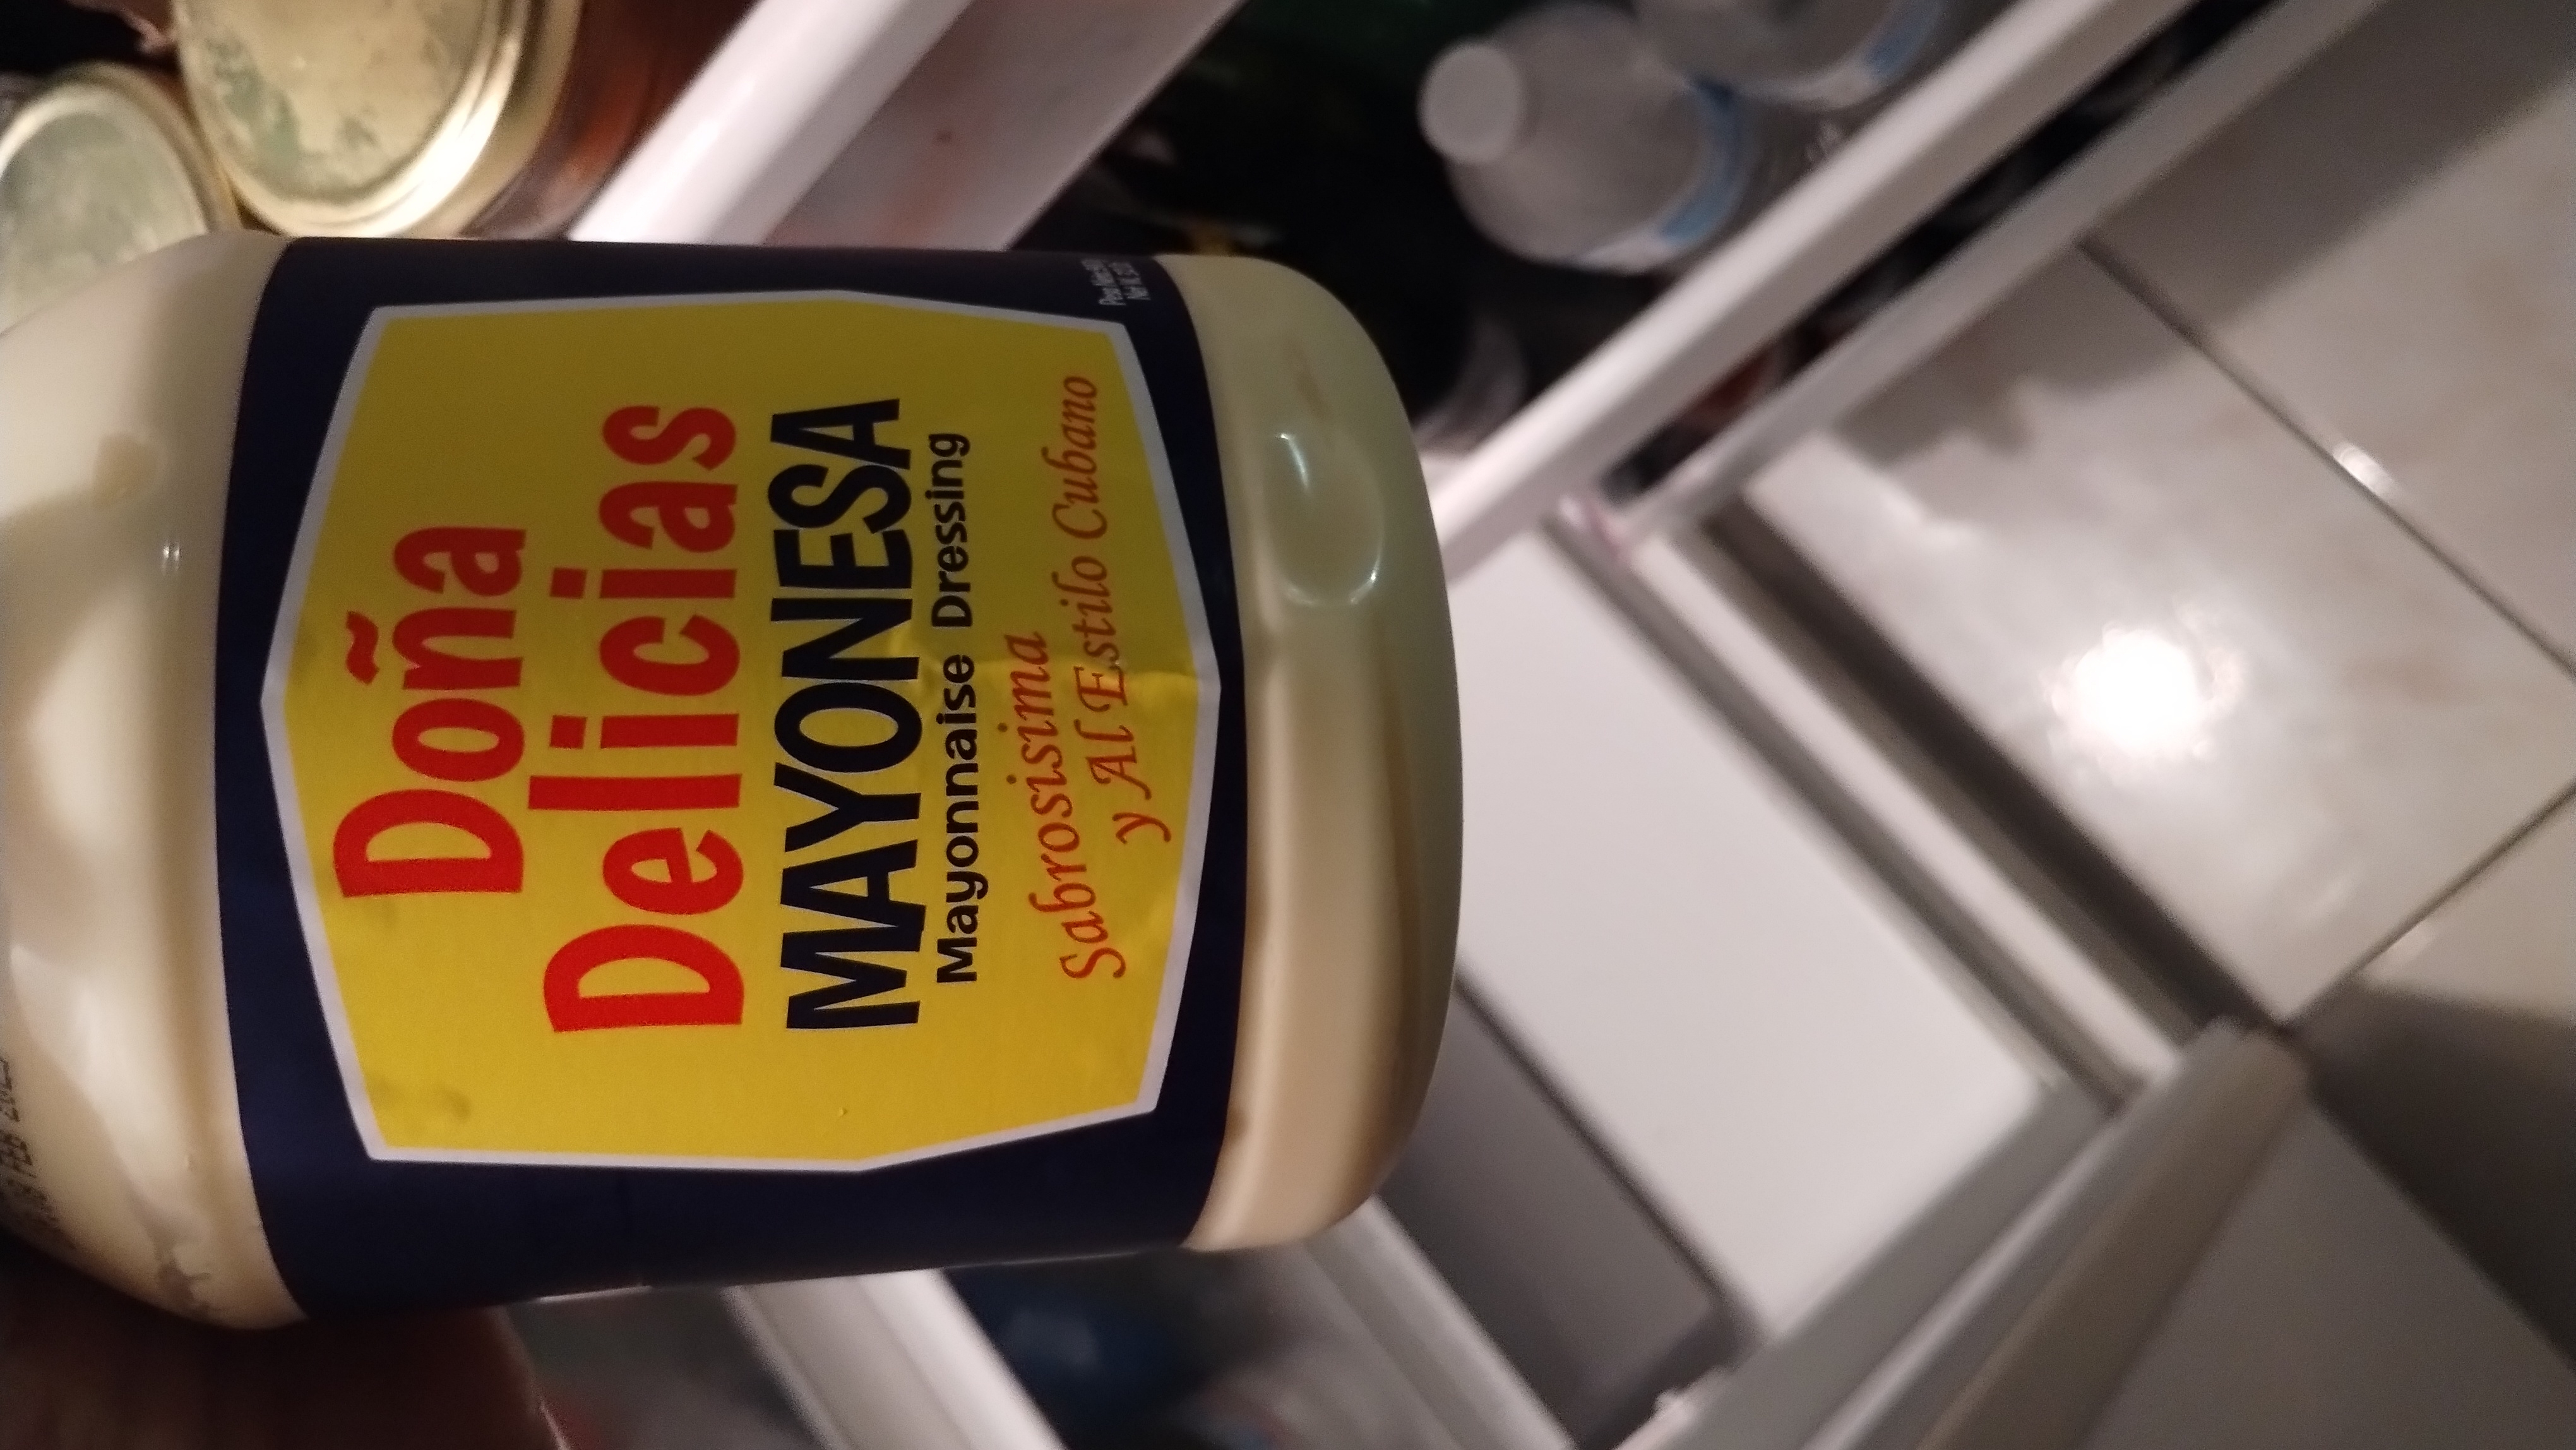 Doña
Delicias
MAYONESA
Mayonnaise Dressing
Sabrosisima
y Al Estilo Cubano